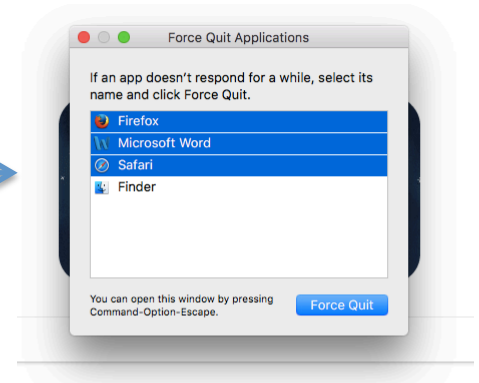 Force Quit Applications
If an app doesn't respond for a while, select its
name and click Force Quit.
Firefox
Microsoft Word
Safari
Finder
You can open this window by pressing
Command-Option-Escape.
Force Quit